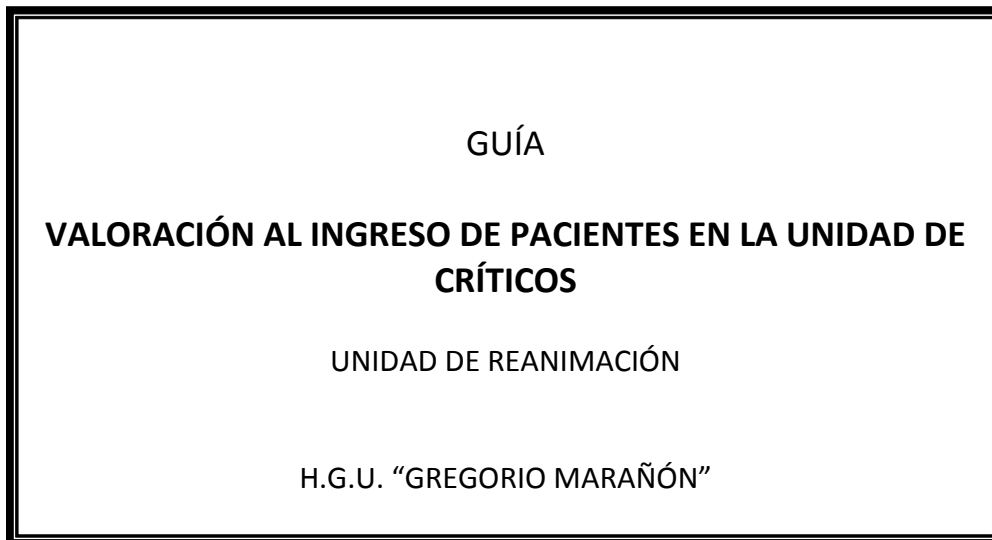 GUÍA
VALORACIÓN AL INGRESO DE PACIENTES EN LA UNIDAD DE
CRÍTICOS
UNIDAD DE REANIMACIÓN
H.G.U. “GREGORIO MARAÑÓN”